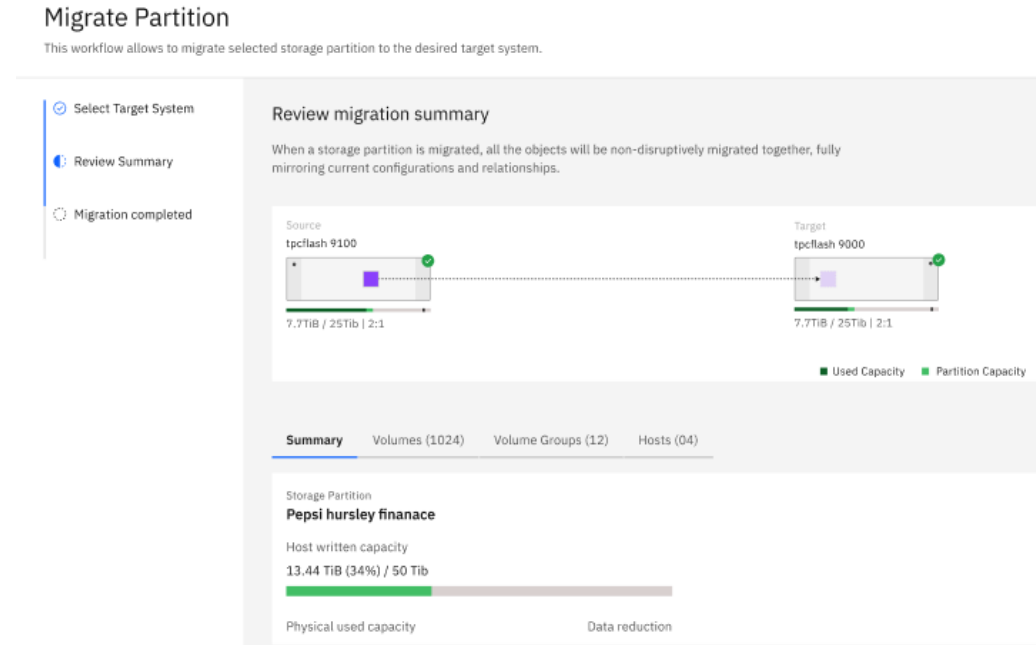 Migrate Partition
This workflow allows to migrate selected storage partition to the desired target system.
Select Target System
Review Summary
Migration completed
Review migration summary
When a storage partition is migrated, all the objects will be non-disruptively migrated together, fully
mirroring current configurations and relationships.
Source
tpcflash 9100
7.7TiB / 25Tib | 2:1
Target
tpcflash 9000
7.7TiB / 25Tib | 2:1
Used Capacity
Partition Capacity
Summary
Volumes (1024)
Volume Groups (12)
Hosts (04)
Storage Partition
Pepsi hursley finanace
Host written capacity
13.44 TiB (34%) / 50 Tib
Physical used capacity
Data reduction